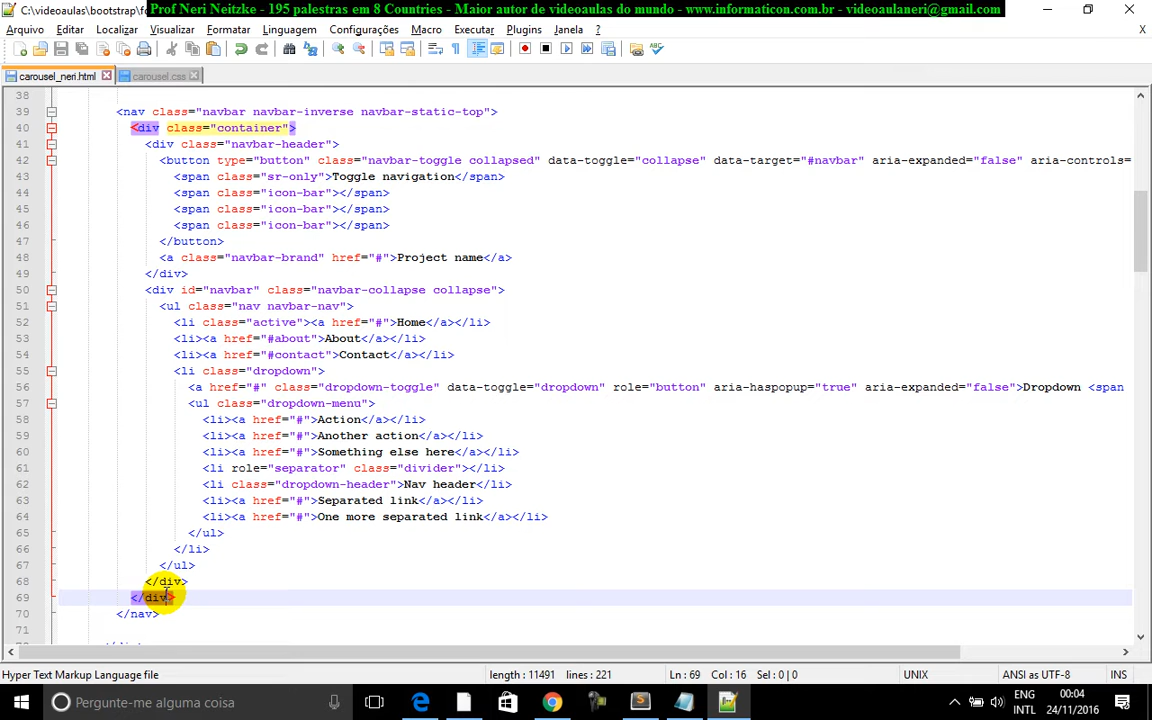 C:\videoaulas\bootstrap\f
Prof Neri Neitzke - 195 palestras em 8 Countries - Maior autor de videoaulas do mundo - www.informaticon.com.br - videoaulaneri@gmail.com
Arquivo Editar Localizar Visualizar Formatar Linguagem Configurações Macro Executar Plugins Janela ? X
carousel_neri.html carousel.css
38
39 <nav class="navbar navbar-inverse navbar-static-top">
40 <div class="container">
41 <div class="navbar-header">
42 <button type="button" class="navbar-toggle collapsed" data-toggle="collapse" data-target="#navbar" aria-expanded="false" aria-controls=
43 <span class="sr-only">Toggle navigation</span>
44 <span class="icon-bar"></span>
45 <span class="icon-bar"></span>
46 <span class="icon-bar"></span>
47 </button>
48 <a class="navbar-brand" href="#">Project name</a>
49 </div>
50 <div id="navbar" class="navbar-collapse collapse">
51 <ul class="nav navbar-nav">
52 <li class="active"><a href="#">Home</a></li>
53 <li><a href="#about">About</a></li>
54 <li><a href="#contact">Contact</a></li>
55 <li class="dropdown">
56 <a href="#" class="dropdown-toggle" data-toggle="dropdown" role="button" aria-haspopup="true" aria-expanded="false">Dropdown <span
57 <ul class="dropdown-menu">
58 <li><a href="#">Action</a></li>
59 <li><a href="#">Another action</a></li>
60 <li><a href="#">Something else here</a></li>
61 <li role="separator" class="divider"></li>
62 <li class="dropdown-header">Nav header</li>
63 <li><a href="#">Separated link</a></li>
64 <li><a href="#">One more separated link</a></li>
65 </ul>
66 </li>
67 </ul>
68 </div>
69 </div>
70 </nav>
71
Hyper Text Markup Language file length : 11491 lines : 221 Ln : 69 Col : 16 Sel : 0 | 0 UNIX ANSI as UTF-8 INS
Pergunte-me alguma coisa ENG 00:04
INTL 24/11/2016